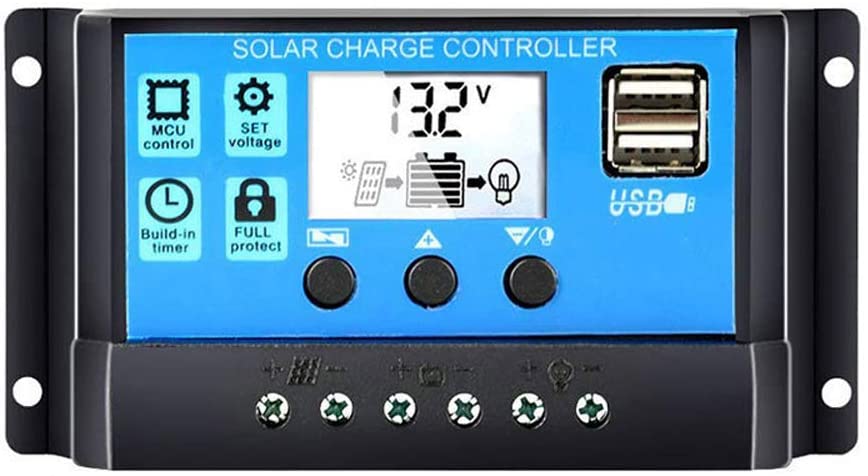 SOLAR CHARGE CONTROLLER
MCU
control
SET
voltage
13.2 V
Build-in
timer
FULL
protect
USB
+ - + - + -